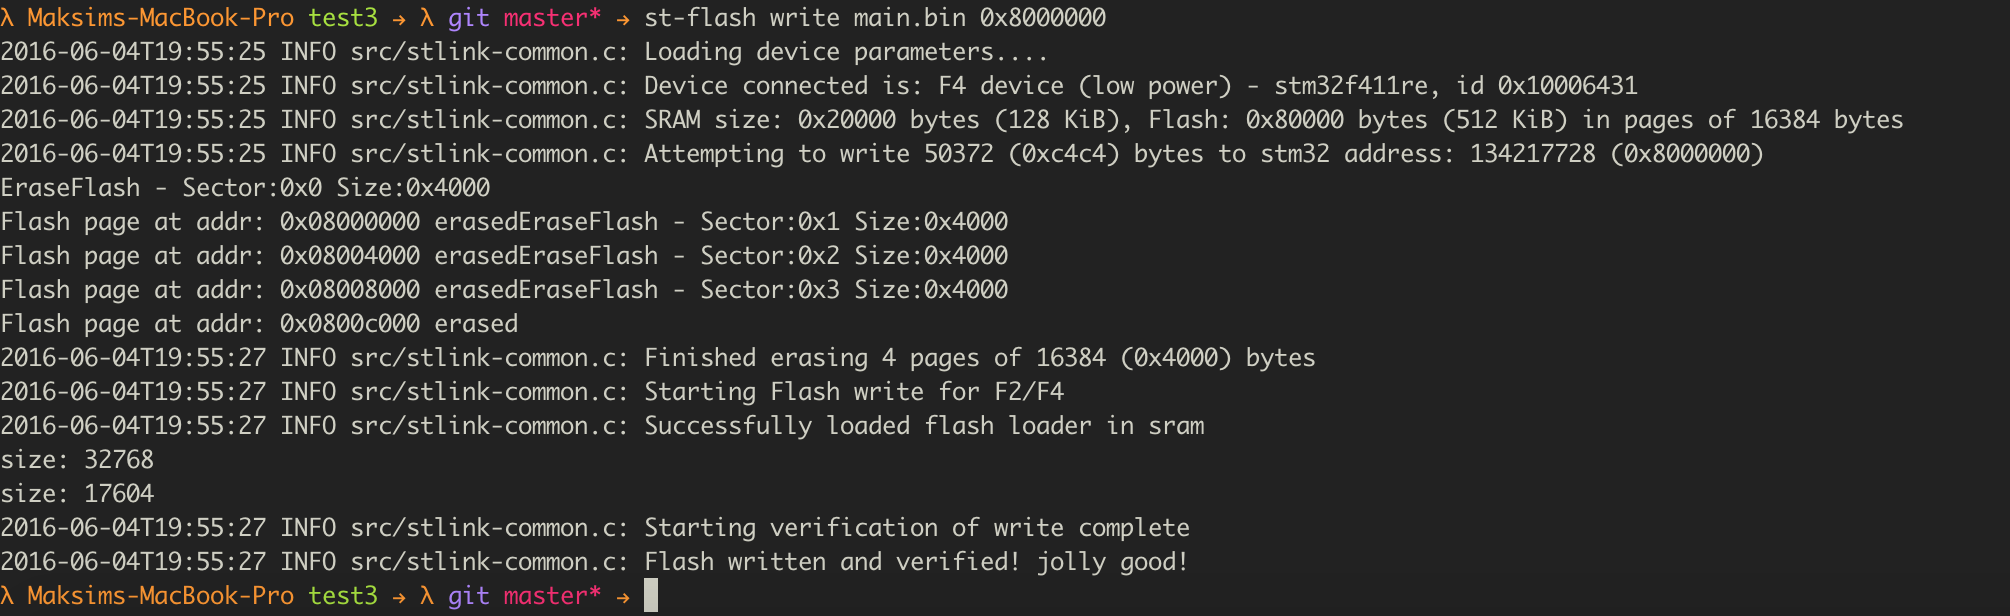 λ Maksims-MacBook-Pro test3 → λ git master* → st-flash write main.bin 0x8000000
2016-06-04T19:55:25 INFO src/stlink-common.c: Loading device parameters....
2016-06-04T19:55:25 INFO src/stlink-common.c: Device connected is: F4 device (low power) - stm32f411re, id 0x10006431
2016-06-04T19:55:25 INFO src/stlink-common.c: SRAM size: 0x20000 bytes (128 KiB), Flash: 0x80000 bytes (512 KiB) in pages of 16384 bytes
2016-06-04T19:55:25 INFO src/stlink-common.c: Attempting to write 50372 (0xc4c4) bytes to stm32 address: 134217728 (0x8000000)
EraseFlash - Sector:0x0 Size:0x4000
Flash page at addr: 0x08000000 erasedEraseFlash - Sector:0x1 Size:0x4000
Flash page at addr: 0x08004000 erasedEraseFlash - Sector:0x2 Size:0x4000
Flash page at addr: 0x08008000 erasedEraseFlash - Sector:0x3 Size:0x4000
Flash page at addr: 0x0800c000 erased
2016-06-04T19:55:27 INFO src/stlink-common.c: Finished erasing 4 pages of 16384 (0x4000) bytes
2016-06-04T19:55:27 INFO src/stlink-common.c: Starting Flash write for F2/F4
2016-06-04T19:55:27 INFO src/stlink-common.c: Successfully loaded flash loader in sram
size: 32768
size: 17604
2016-06-04T19:55:27 INFO src/stlink-common.c: Starting verification of write complete
2016-06-04T19:55:27 INFO src/stlink-common.c: Flash written and verified! jolly good!
λ Maksims-MacBook-Pro test3 → λ git master* →